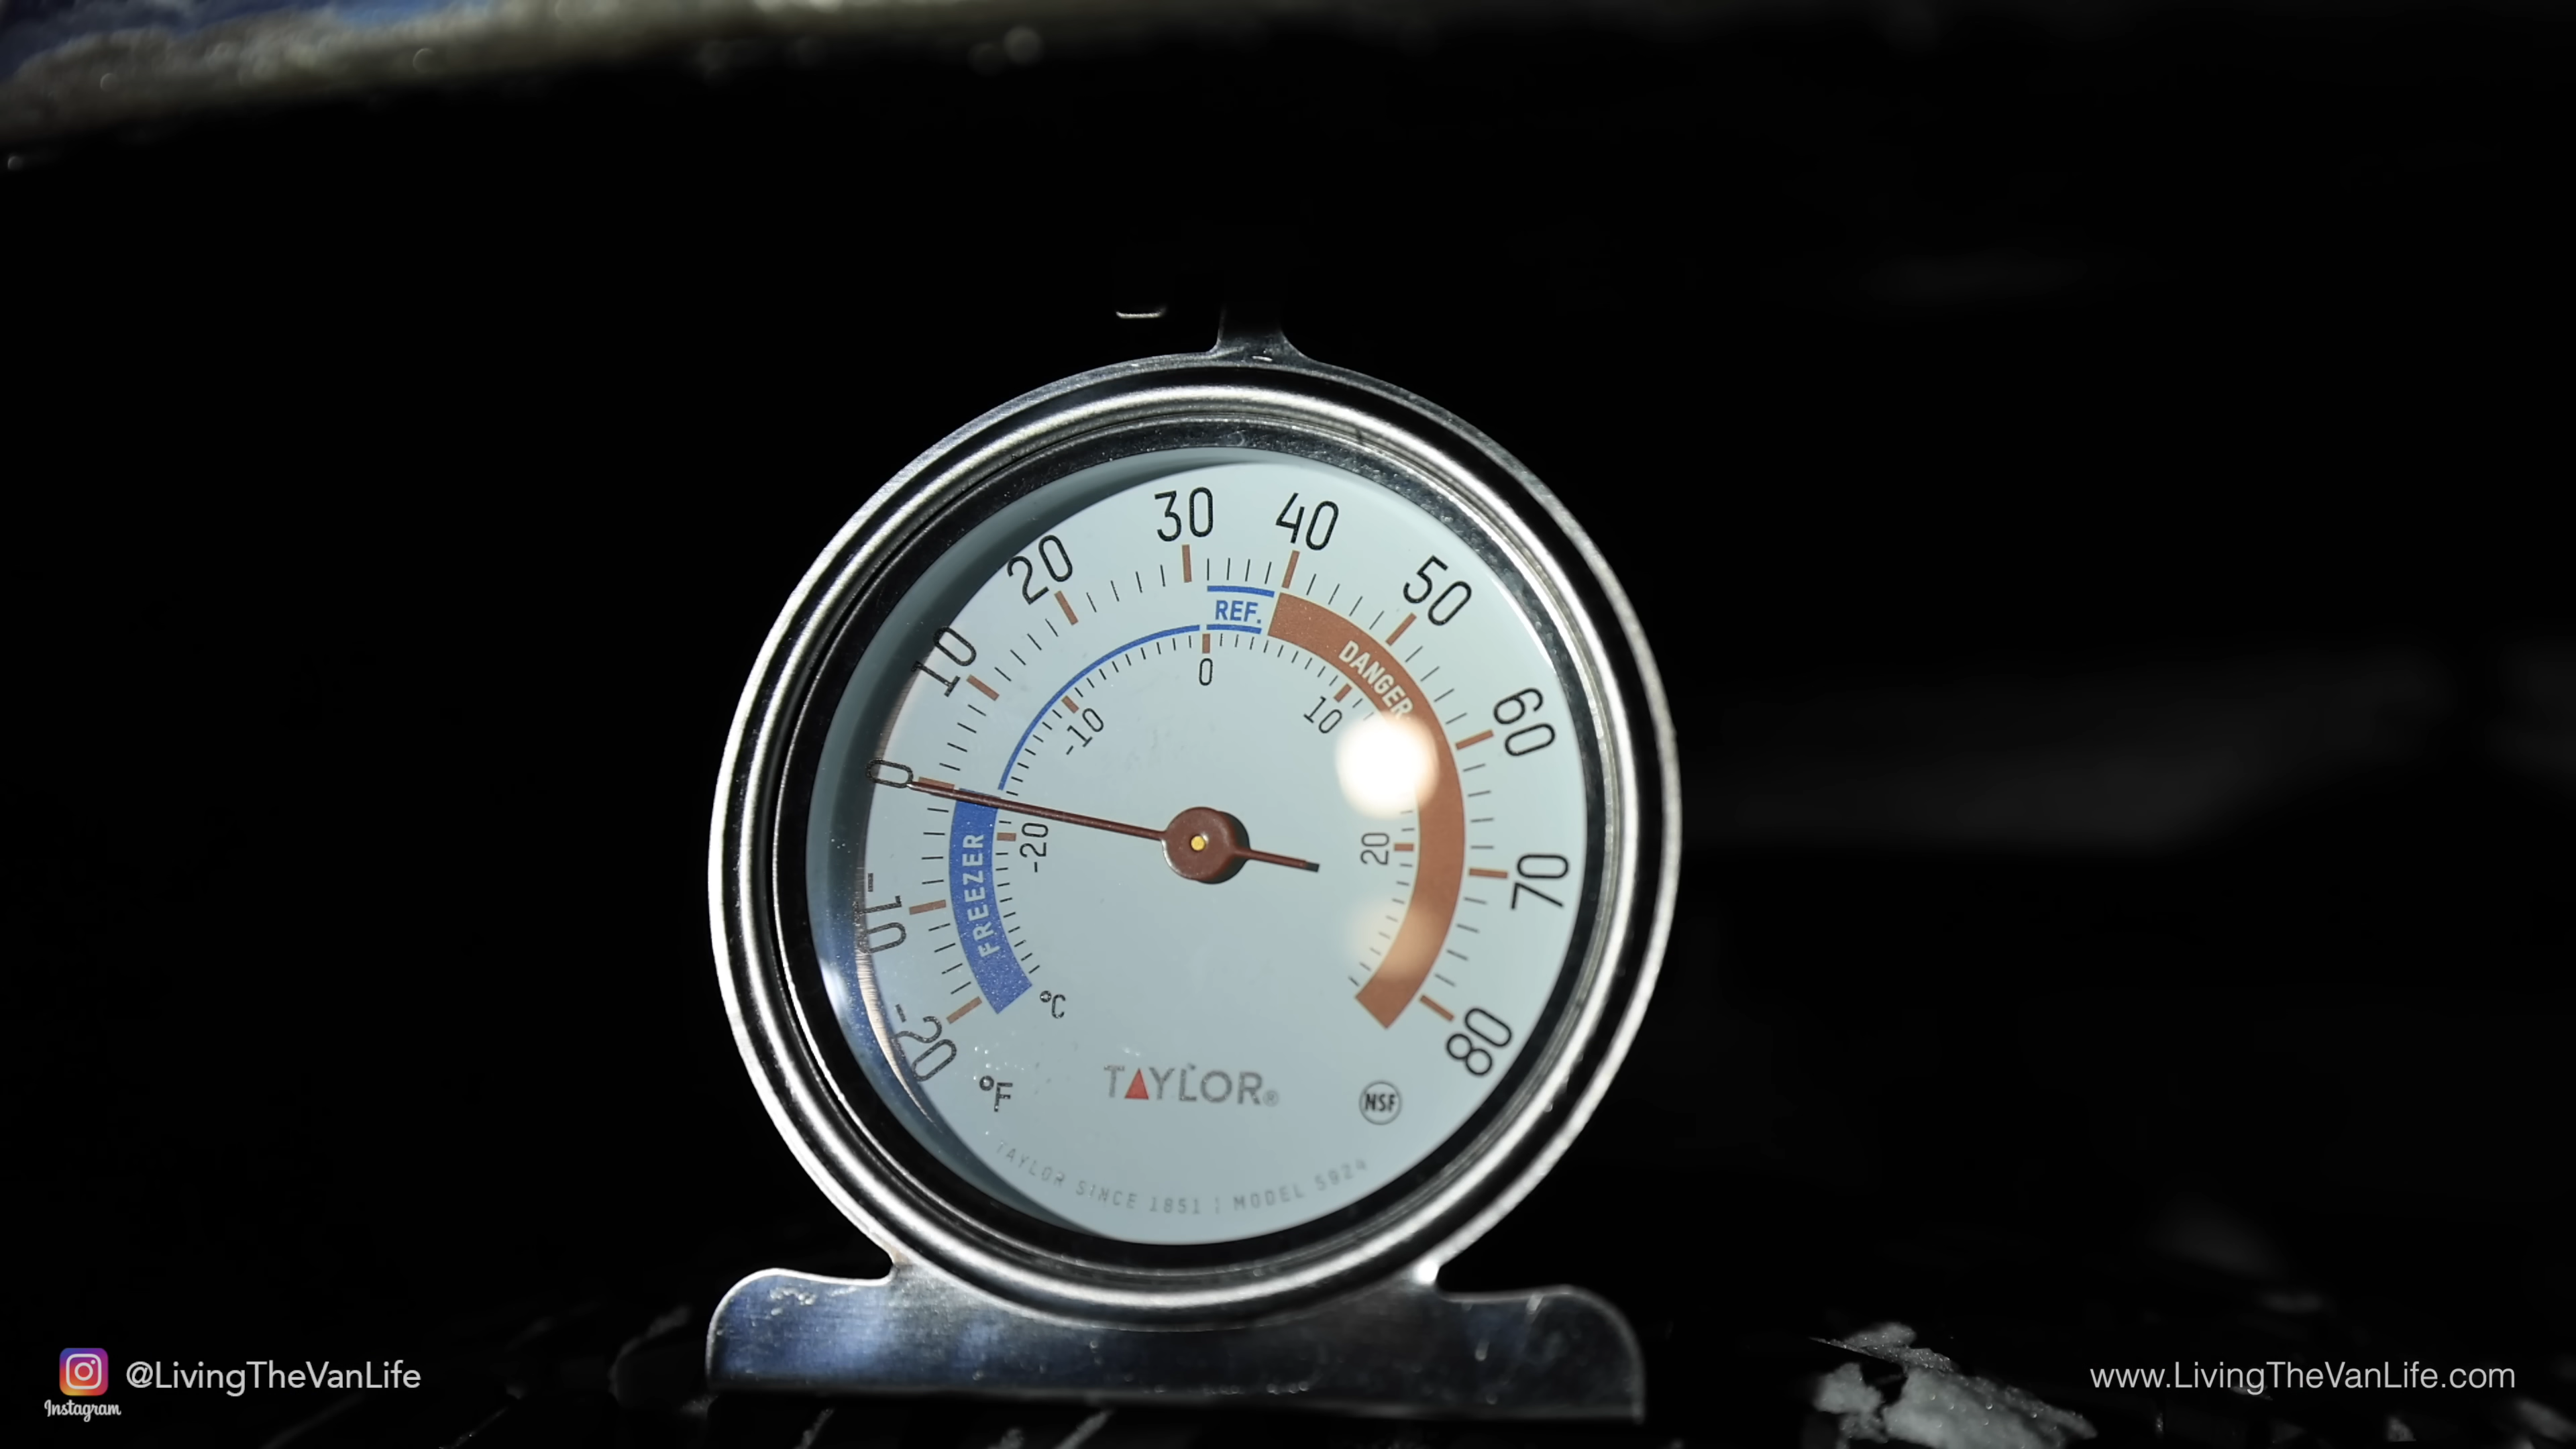 30
40
20
50
10
60
0
70
-10
80
-20
REF.
DANGER
FREEZER
0
-10
10
-20
20
°C
°F
TAYLOR®
NSF
TAYLOR SINCE 1851 | MODEL 5924
@LivingTheVanLife
Instagram
www.LivingTheVanLife.com